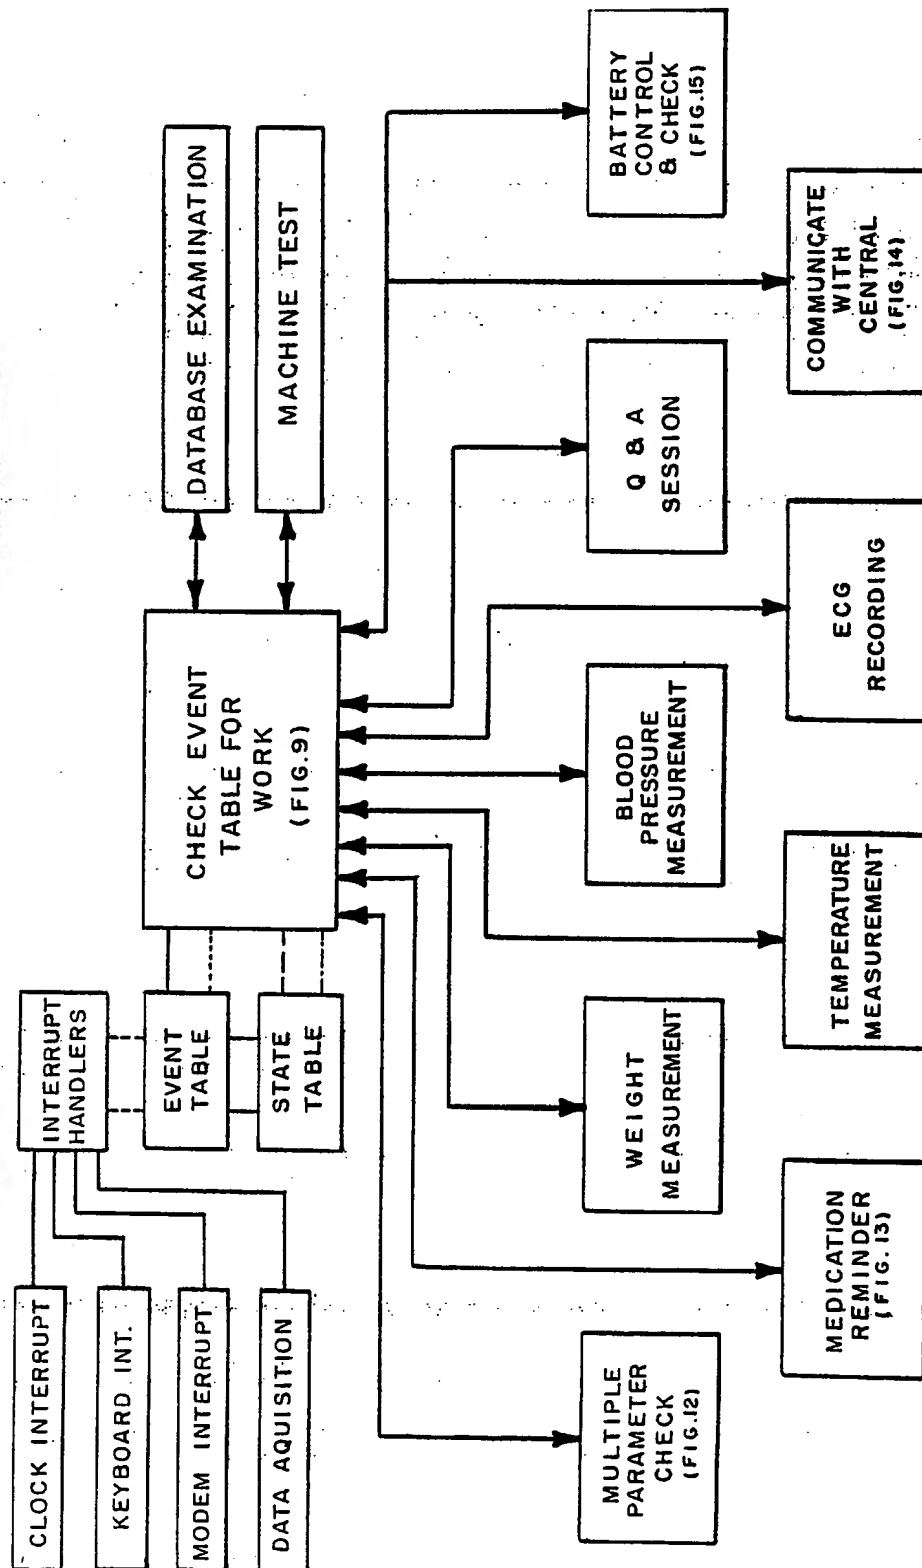 CLOCK INTERRUPT
KEYBOARD INT.
MODEM INTERRUPT
DATA AQUISITION
INTERRUPT
HANDLERS
EVENT
TABLE
STATE
TABLE
CHECK EVENT
TABLE FOR
WORK
(FIG.9)
DATABASE EXAMINATION
MACHINE TEST
MULTIPLE
PARAMETER
CHECK
(FIG.12)
MEDICATION
REMINDER
(FIG.13)
WEIGHT
MEASUREMENT
TEMPERATURE
MEASUREMENT
BLOOD
PRESSURE
MEASUREMENT
ECG
RECORDING
Q & A
SESSION
COMMUNICATE
WITH
CENTRAL
(FIG,14)
BATTERY
CONTROL
& CHECK
(FIG.15)